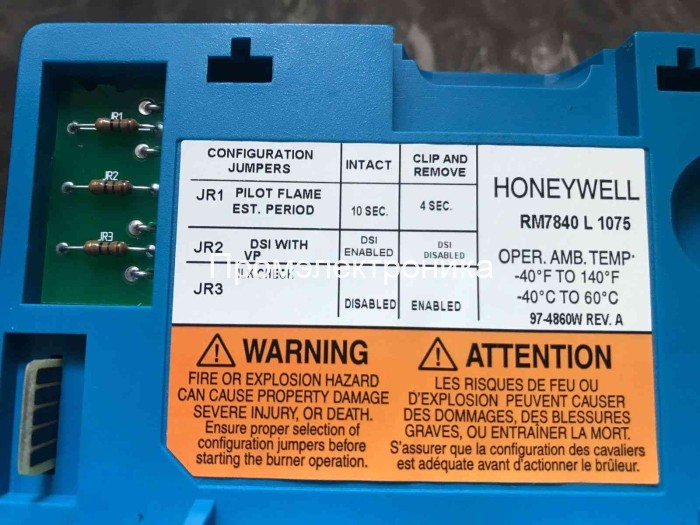 JR1
JR2
JR3
CONFIGURATION JUMPERS INTACT CLIP AND REMOVE
JR1 PILOT FLAME EST. PERIOD 10 SEC. 4 SEC.
JR2 DSI WITH VP DSI ENABLED DSI DISABLED
JR3 CHECK DISABLED ENABLED
HONEYWELL
RM7840 L 1075
OPER. AMB. TEMP.
-40°F TO 140°F
-40°C TO 60°C
97-4860W REV. A
Промэлектроника
WARNING
FIRE OR EXPLOSION HAZARD
CAN CAUSE PROPERTY DAMAGE
SEVERE INJURY, OR DEATH.
Ensure proper selection of
configuration jumpers before
starting the burner operation.
ATTENTION
LES RISQUES DE FEU OU
D'EXPLOSION PEUVENT CAUSER
DES DOMMAGES, DES BLESSURES
GRAVES, OU ENTRAÎNER LA MORT.
S'assurer que la configuration des cavaliers
est adéquate avant d'actionner le brûleur.